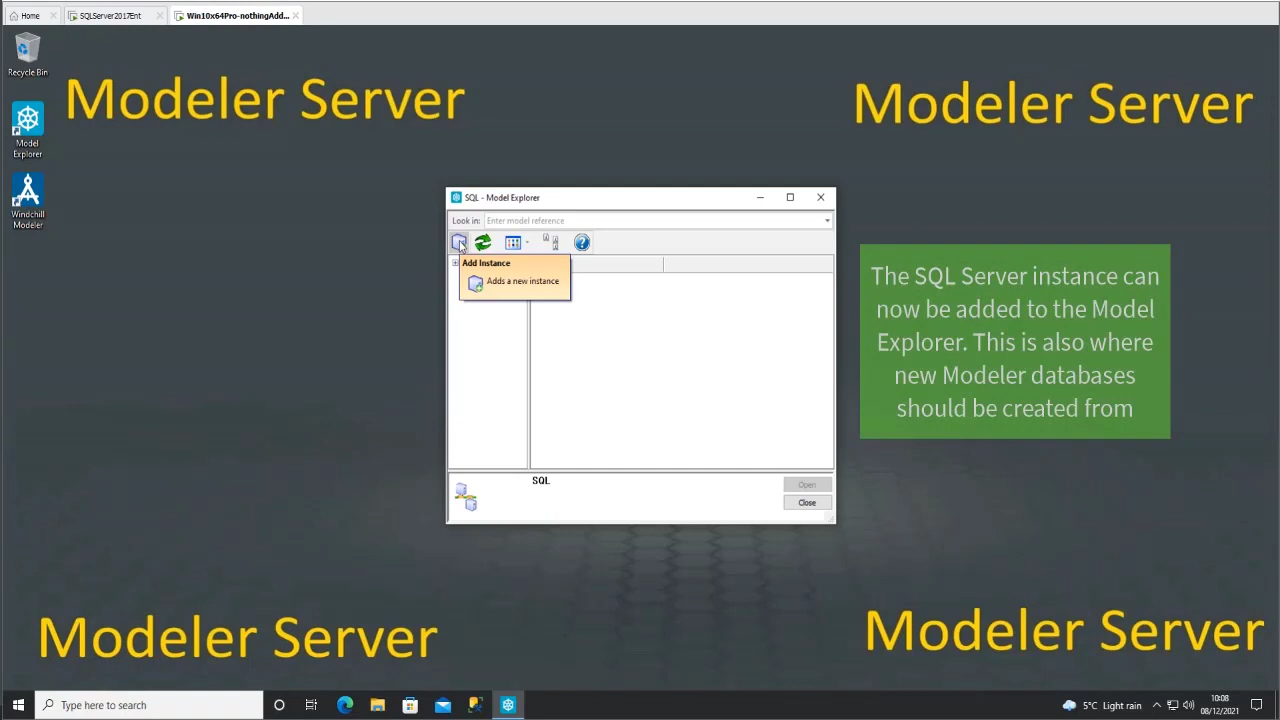 Home
SQLServer2017Ent
Win10x64Pro-nothingAdd...
Recycle Bin
Modeler Server
Modeler Server
Model
Explorer
Windchill
Modeler
SQL - Model Explorer
Look in:
Enter model reference
Add Instance
Adds a new instance
The SQL Server instance can
now be added to the Model
Explorer. This is also where
new Modeler databases
should be created from
SQL
Open
Close
Modeler Server
Modeler Server
Type here to search
5°C Light rain
10:08
08/12/2021